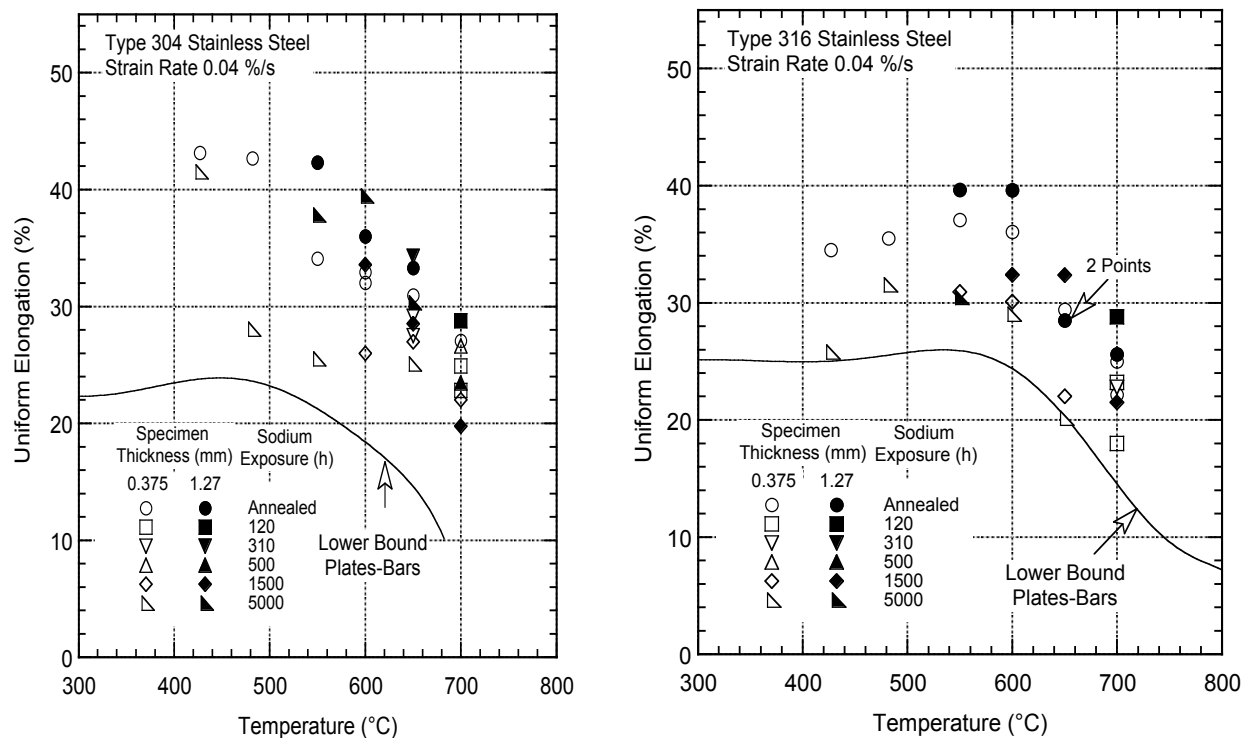 Type 304 Stainless Steel
Strain Rate 0.04 %/s
Uniform Elongation (%)
50
40
30
20
10
0
Specimen Sodium
Thickness (mm) Exposure (h)
0.375 1.27
Annealed
120
310
500
1500
5000
Lower Bound
Plates-Bars
300 400 500 600 700 800
Temperature (°C)
Type 316 Stainless Steel
Strain Rate 0.04 %/s
Uniform Elongation (%)
50
40
30
20
10
0
2 Points
Specimen Sodium
Thickness (mm) Exposure (h)
0.375 1.27
Annealed
120
310
500
1500
5000
Lower Bound
Plates-Bars
300 400 500 600 700 800
Temperature (°C)